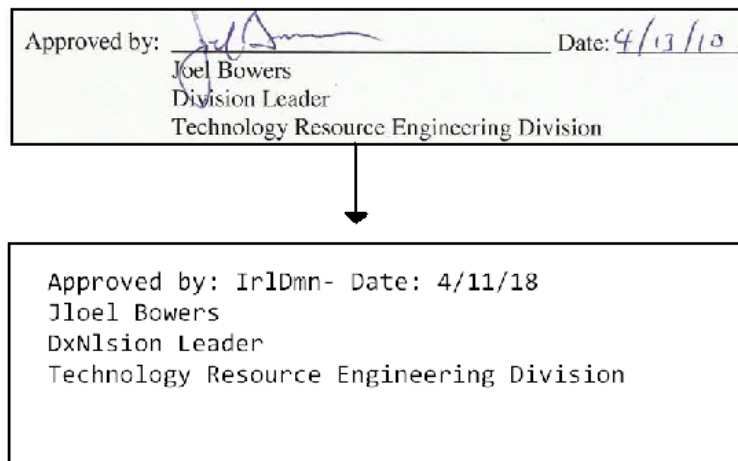 Approved by: Date: 4/13/10
Joel Bowers
Division Leader
Technology Resource Engineering Division
Approved by: IrlDmn- Date: 4/11/18
Jloel Bowers
DxNlsion Leader
Technology Resource Engineering Division